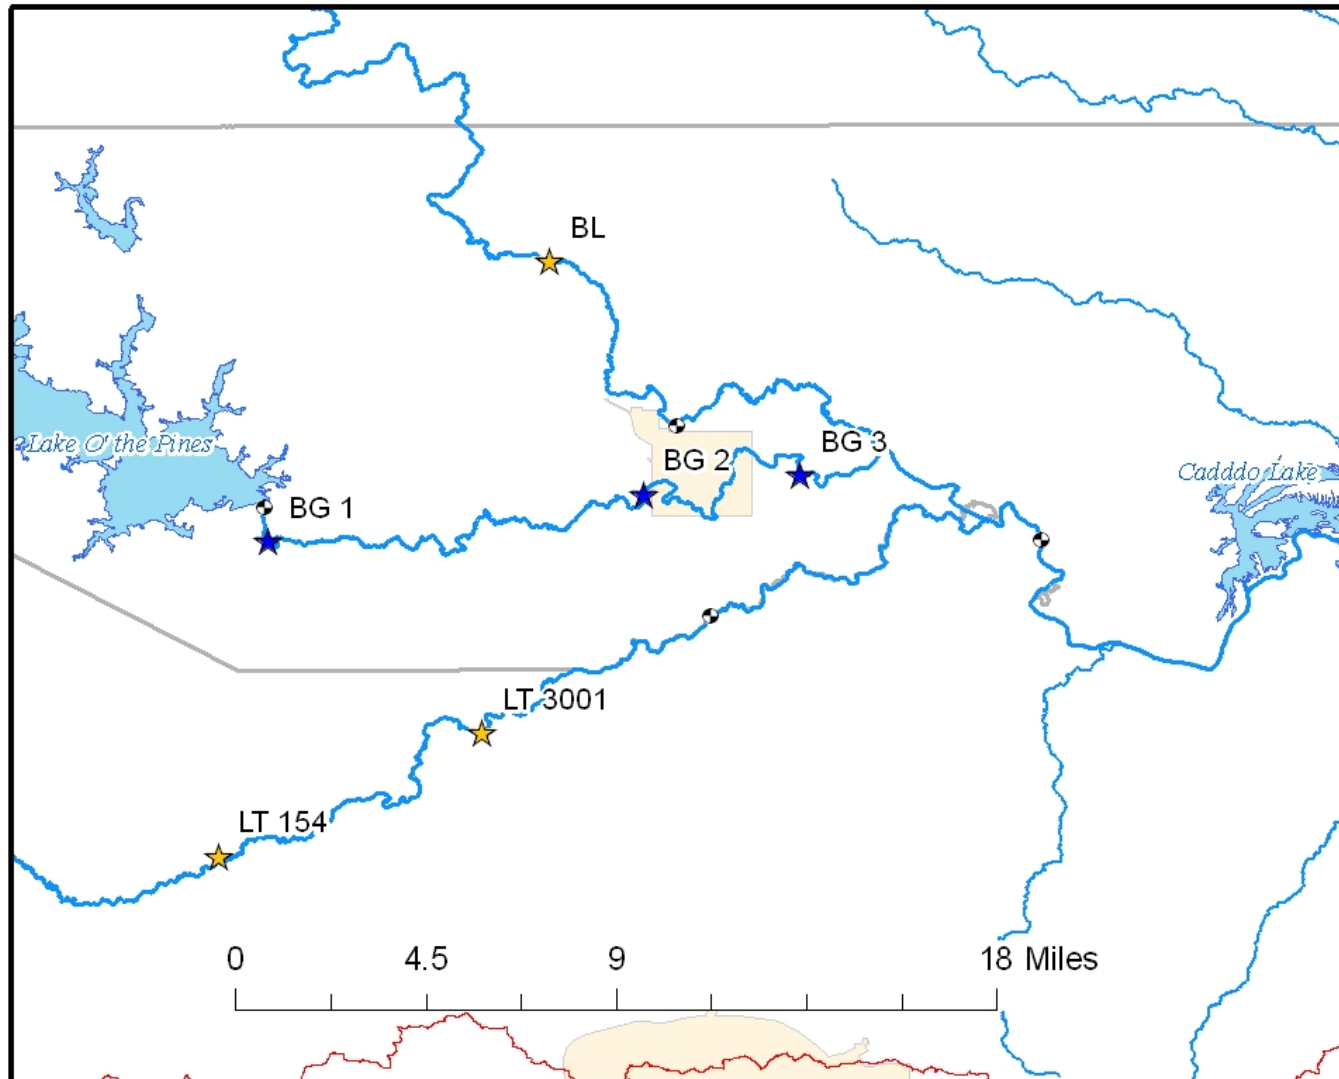 BL
Lake O' the Pines
BG 3
BG 2
Cadddo Lake
BG 1
LT 3001
LT 154
0 4.5 9 18 Miles